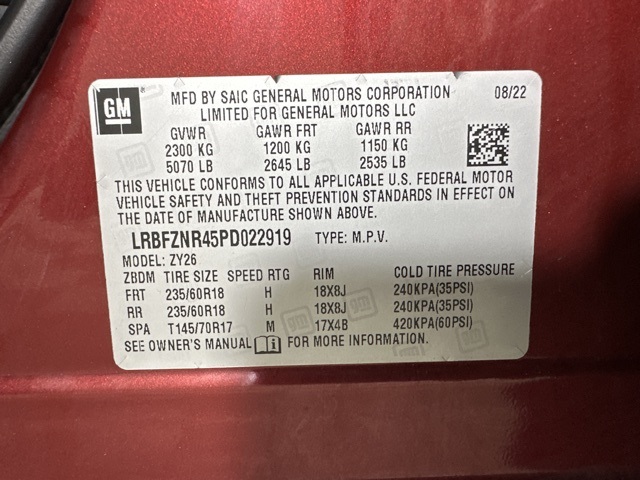 GM
MFD BY SAIC GENERAL MOTORS CORPORATION 08/22
LIMITED FOR GENERAL MOTORS LLC
GVWR GAWR FRT GAWR RR
2300 KG 1200 KG 1150 KG
5070 LB 2645 LB 2535 LB
THIS VEHICLE CONFORMS TO ALL APPLICABLE U.S. FEDERAL MOTOR
VEHICLE SAFETY AND THEFT PREVENTION STANDARDS IN EFFECT ON
THE DATE OF MANUFACTURE SHOWN ABOVE.
LRBFZNR45PD022919 TYPE: M.P.V.
MODEL: ZY26
ZBDM TIRE SIZE SPEED RTG RIM COLD TIRE PRESSURE
FRT 235/60R18 H 18X8J 240KPA(35PSI)
RR 235/60R18 H 18X8J 240KPA(35PSI)
SPA T145/70R17 M 17X4B 420KPA(60PSI)
SEE OWNER'S MANUAL FOR MORE INFORMATION.